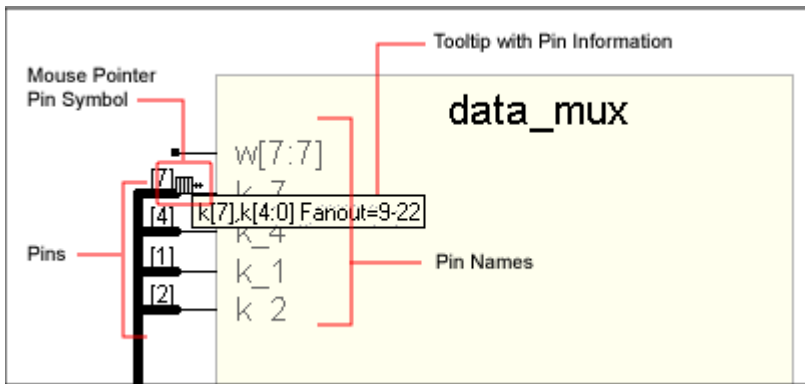 Tooltip with Pin Information
Mouse Pointer
Pin Symbol
data_mux
w[7:7]
[7]
k_7
k[7],k[4:0] Fanout=9-22
[4]
k_4
Pins
[1]
k_1
Pin Names
[2]
k_2